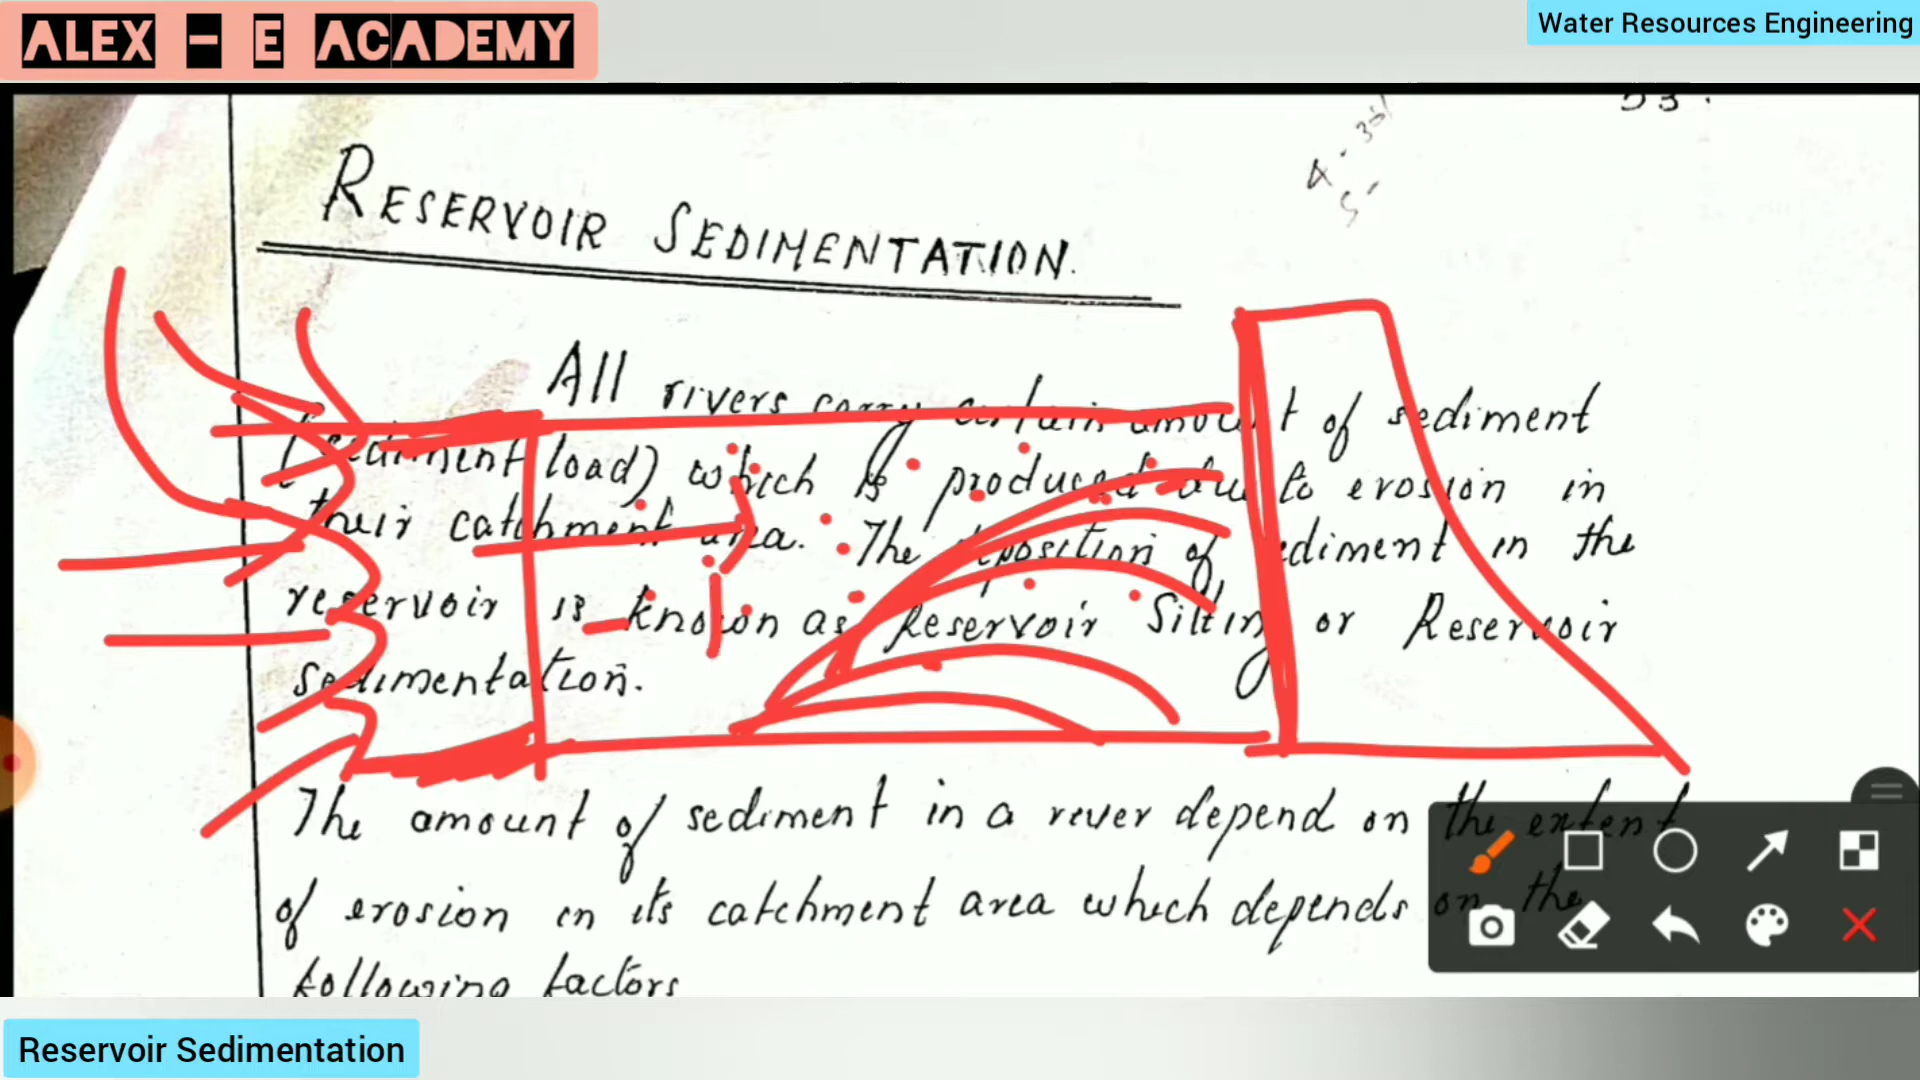 ALEX - E ACADEMY
Water Resources Engineering
53.
RESERVOIR SEDIMENTATION.
All rivers carry certain amount of sediment
(sediment load) which is produced due to erosion in
their catchment area. The deposition of sediment in the
reservoir is known as Reservoir Silting or Reservoir
sedimentation.
The amount of sediment in a rever depend on the extent
of erosion in its catchment area which depends on the
following factors
Reservoir Sedimentation